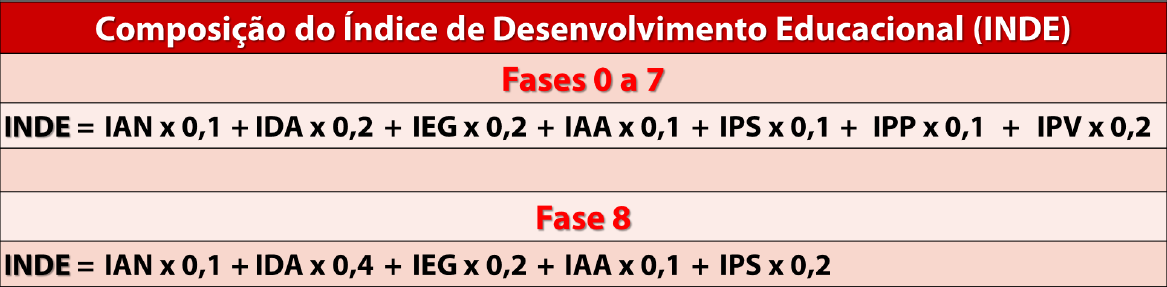 Composição do Índice de Desenvolvimento Educacional (INDE)
Fases 0 a 7
INDE = IAN x 0,1 + IDA x 0,2 + IEG x 0,2 + IAA x 0,1 + IPS x 0,1 + IPP x 0,1 + IPV x 0,2
Fase 8
INDE = IAN x 0,1 + IDA x 0,4 + IEG x 0,2 + IAA x 0,1 + IPS x 0,2